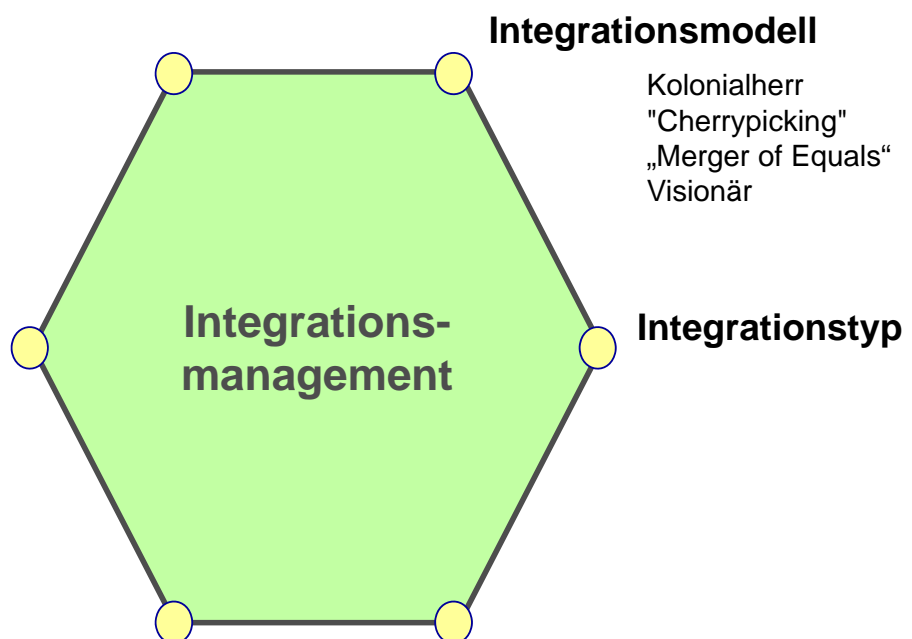 Integrationsmodell
Kolonialherr
"Cherrypicking"
„Merger of Equals“
Visionär
Integrations-
management
Integrationstyp